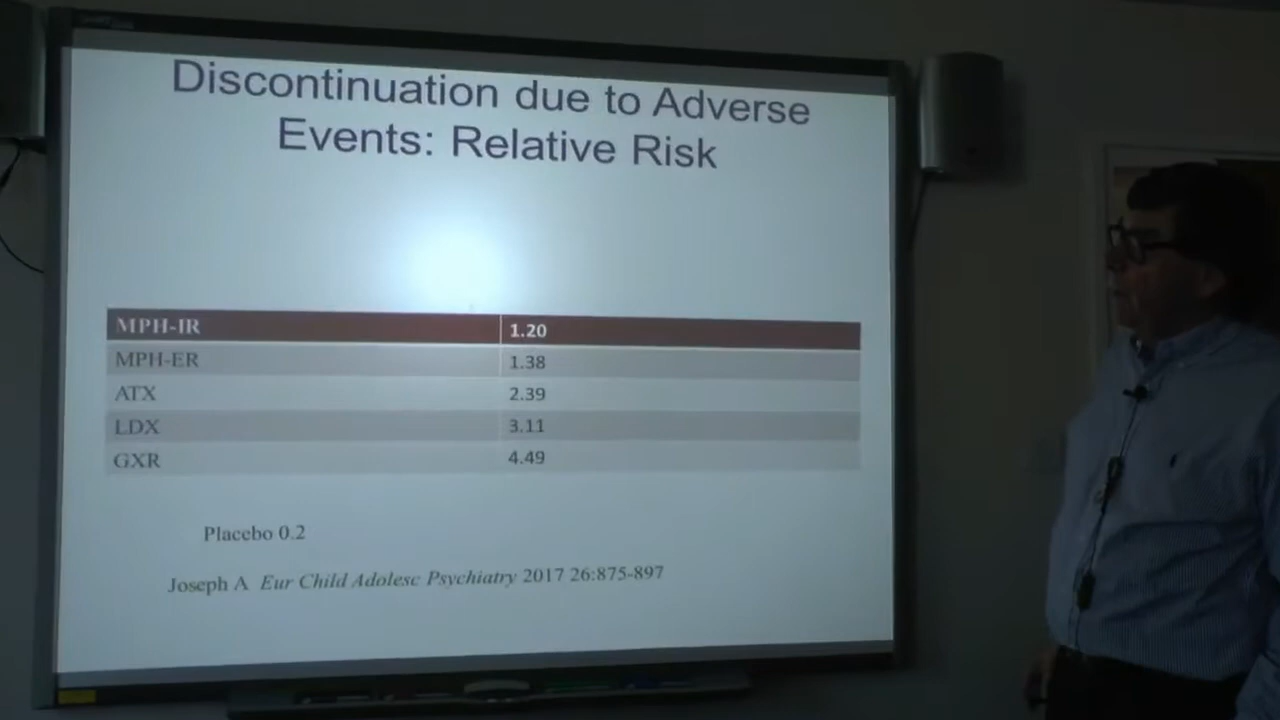 Discontinuation due to Adverse
Events: Relative Risk
MPH-IR 1.20
MPH-ER 1.38
ATX 2.39
LDX 3.11
GXR 4.49
Placebo 0.2
Joseph A Eur Child Adolesc Psychiatry 2017 26:875-897